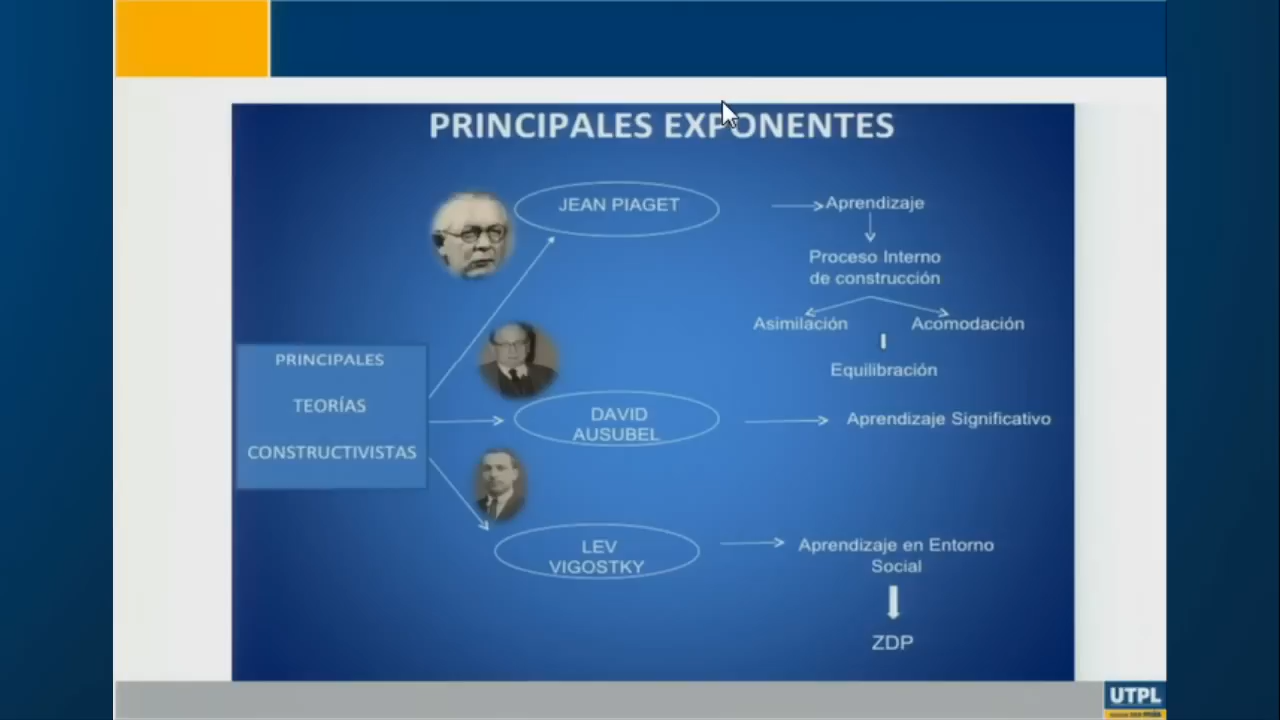 PRINCIPALES EXPONENTES
JEAN PIAGET
Aprendizaje
Proceso Interno
de construcción
Asimilación
Acomodación
Equilibración
PRINCIPALES
TEORÍAS
CONSTRUCTIVISTAS
DAVID
AUSUBEL
Aprendizaje Significativo
LEV
VIGOSTKY
Aprendizaje en Entorno
Social
ZDP
UTPL